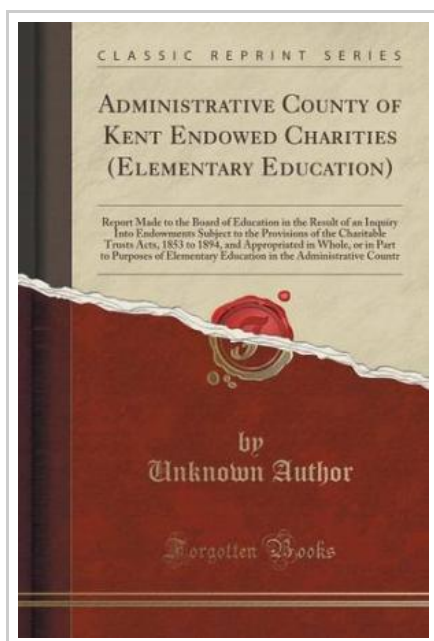 CLASSIC REPRINT SERIES
ADMINISTRATIVE COUNTY OF
KENT ENDOWED CHARITIES
(ELEMENTARY EDUCATION)
Report Made to the Board of Education in the Result of an Inquiry
Into Endowments Subject to the Provisions of the Charitable
Trusts Acts, 1853 to 1894, and Appropriated in Whole, or in Part
to Purposes of Elementary Education in the Administrative Countr
by
Unknown Author
Forgotten Books